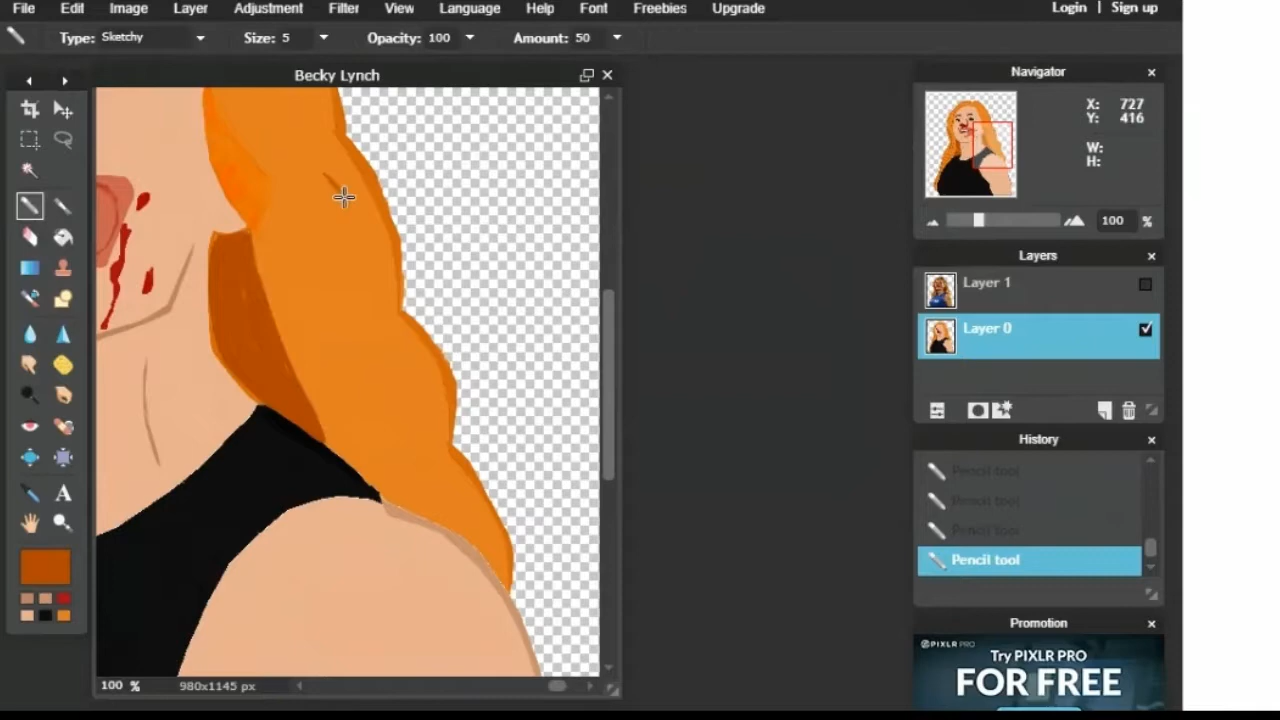 File Edit Image Layer Adjustment Filter View Language Help Font Freebies Upgrade Login | Sign up
Type: Sketchy Size: 5 Opacity: 100 Amount: 50
Becky Lynch
Navigator
X: 727
Y: 416
W:
H:
100 %
Layers
Layer 1
Layer 0
History
Pencil tool
Pencil tool
Pencil tool
Pencil tool
Promotion
PIXLR PRO
Try PIXLR PRO
FOR FREE
A
100 % 980x1145 px